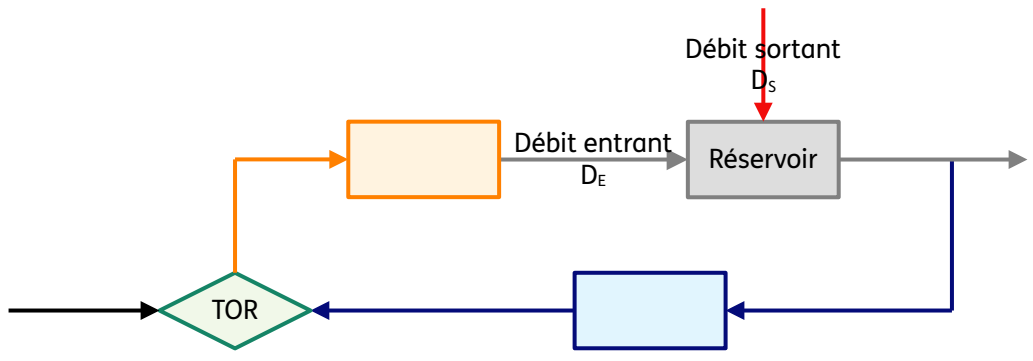 Débit sortant
DS
Débit entrant
DE
Réservoir
TOR